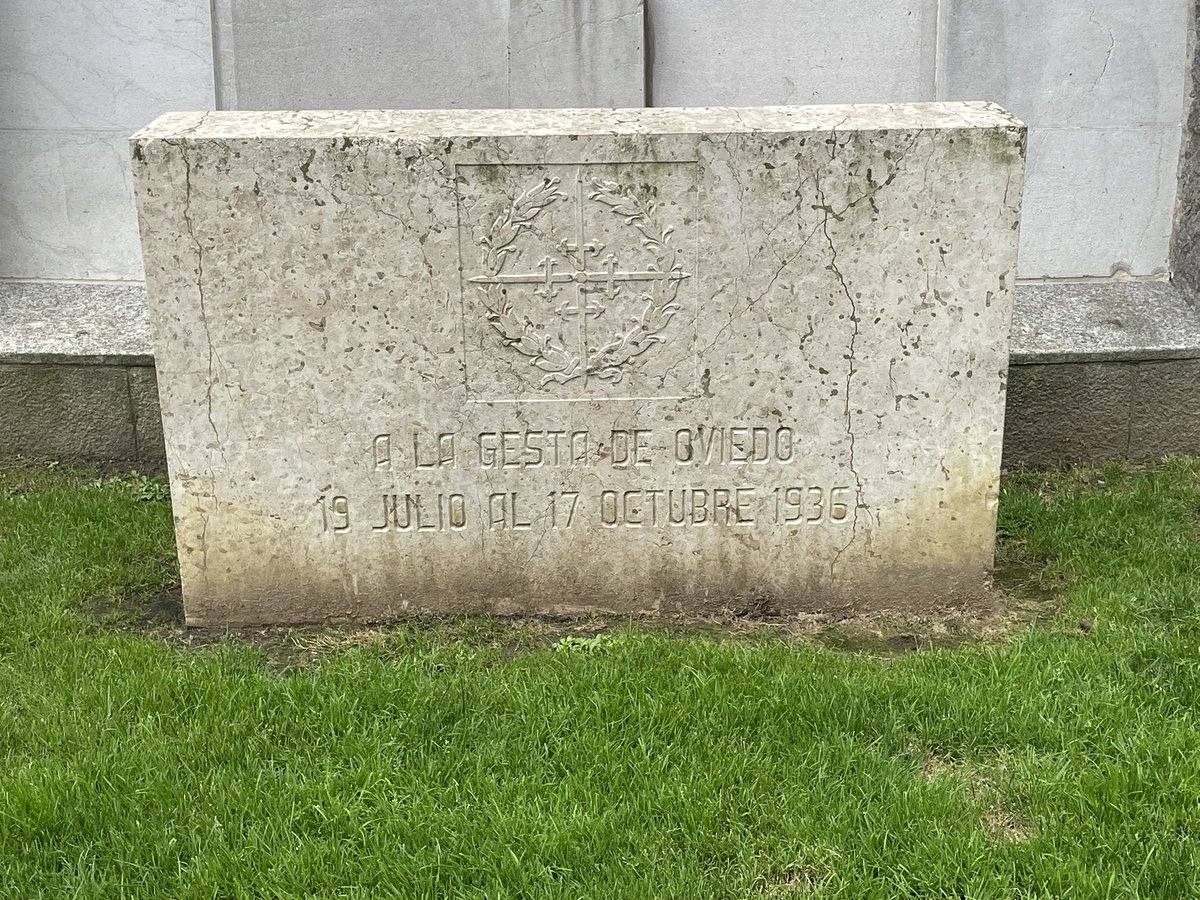 A LA GESTA DE OVIEDO
19 JULIO AL 17 OCTUBRE 1936